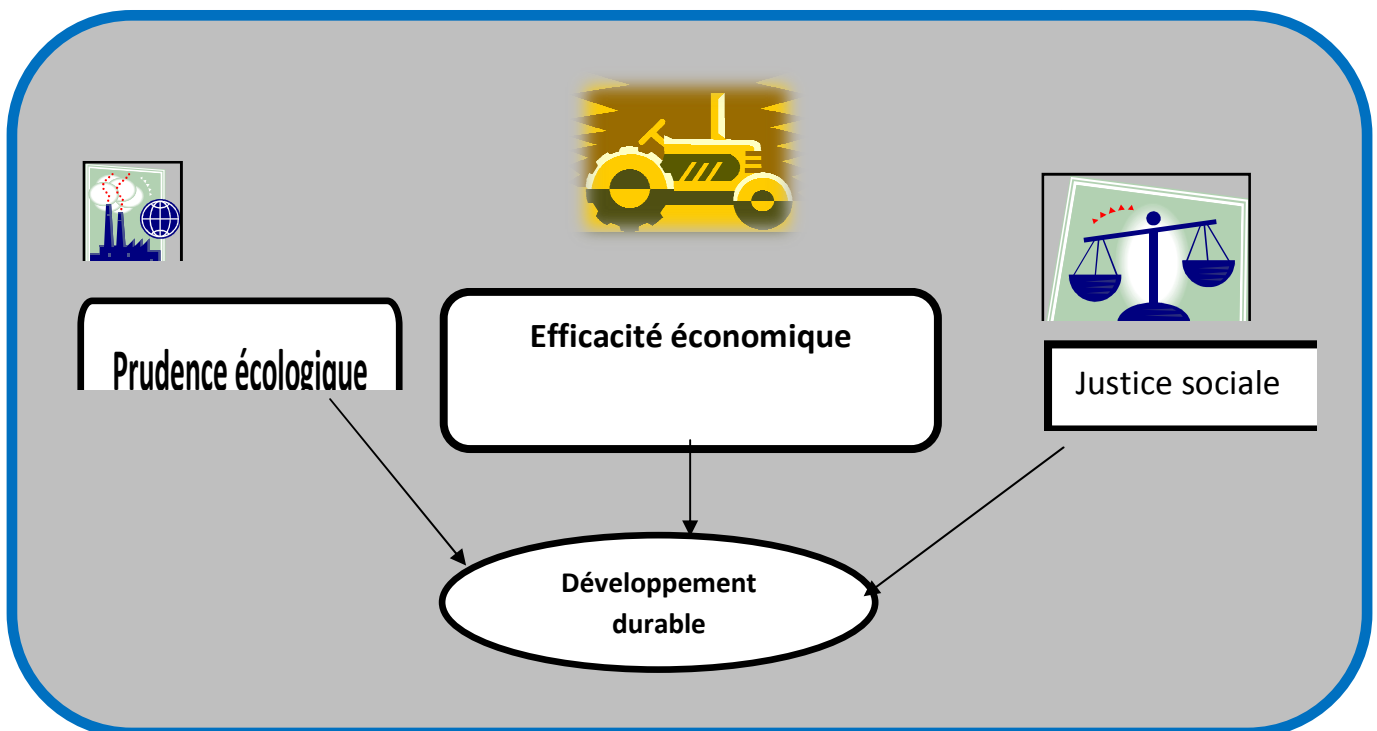 Prudence écologique
Efficacité économique
Justice sociale
Développement
durable